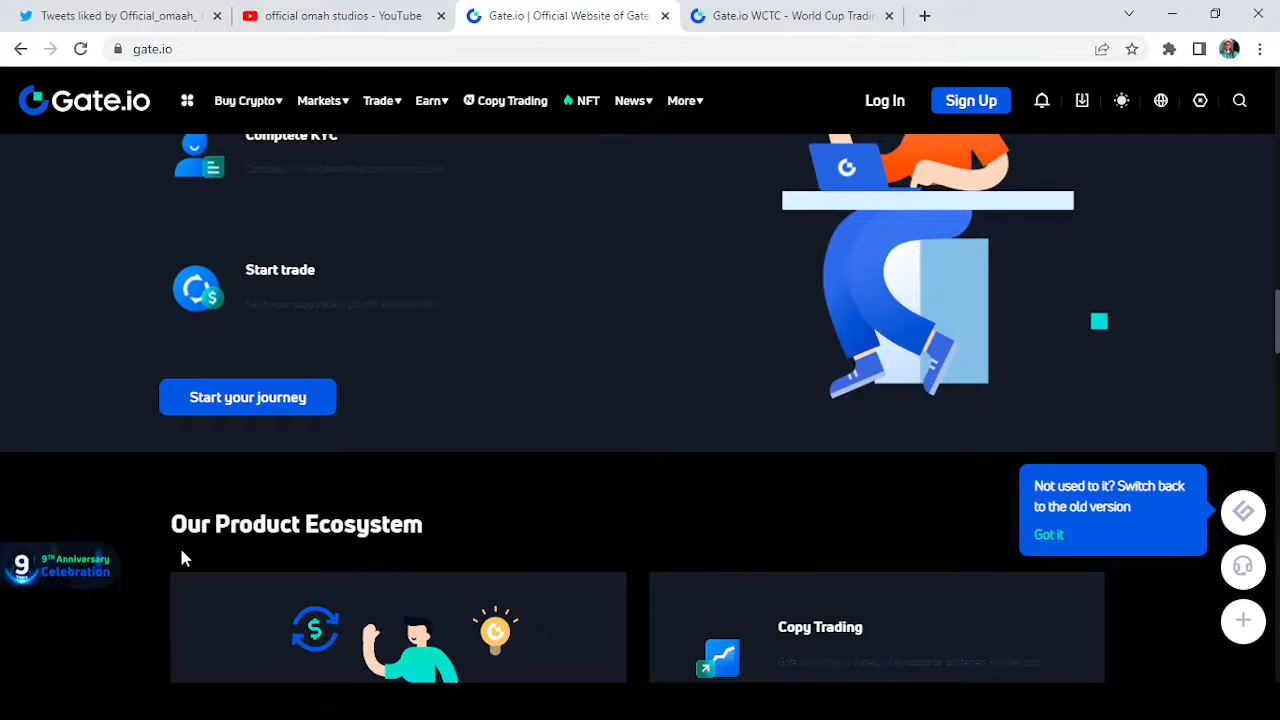 Tweets liked by Official_omaah_
official omah studios - YouTube
Gate.io | Official Website of Gate.
Gate.io WCTC - World Cup Tradin
gate.io
Gate.io
Buy Crypto
Markets
Trade
Earn
Copy Trading
NFT
News
More
Log In
Sign Up
Complete KYC
Start trade
Start your journey
Not used to it? Switch back
to the old version
Got it
Our Product Ecosystem
9
Years
9TH Anniversary
Celebration
Copy Trading